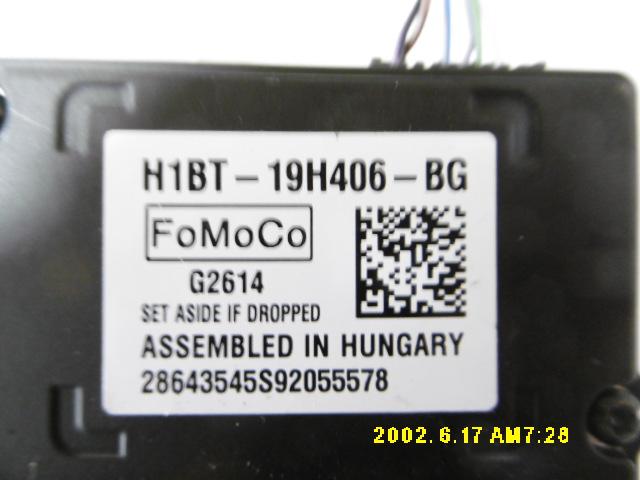 H1BT-19H406-BG
FoMoCo
G2614
SET ASIDE IF DROPPED
ASSEMBLED IN HUNGARY
28643545S92055578
2002. 6.17 AM7:28